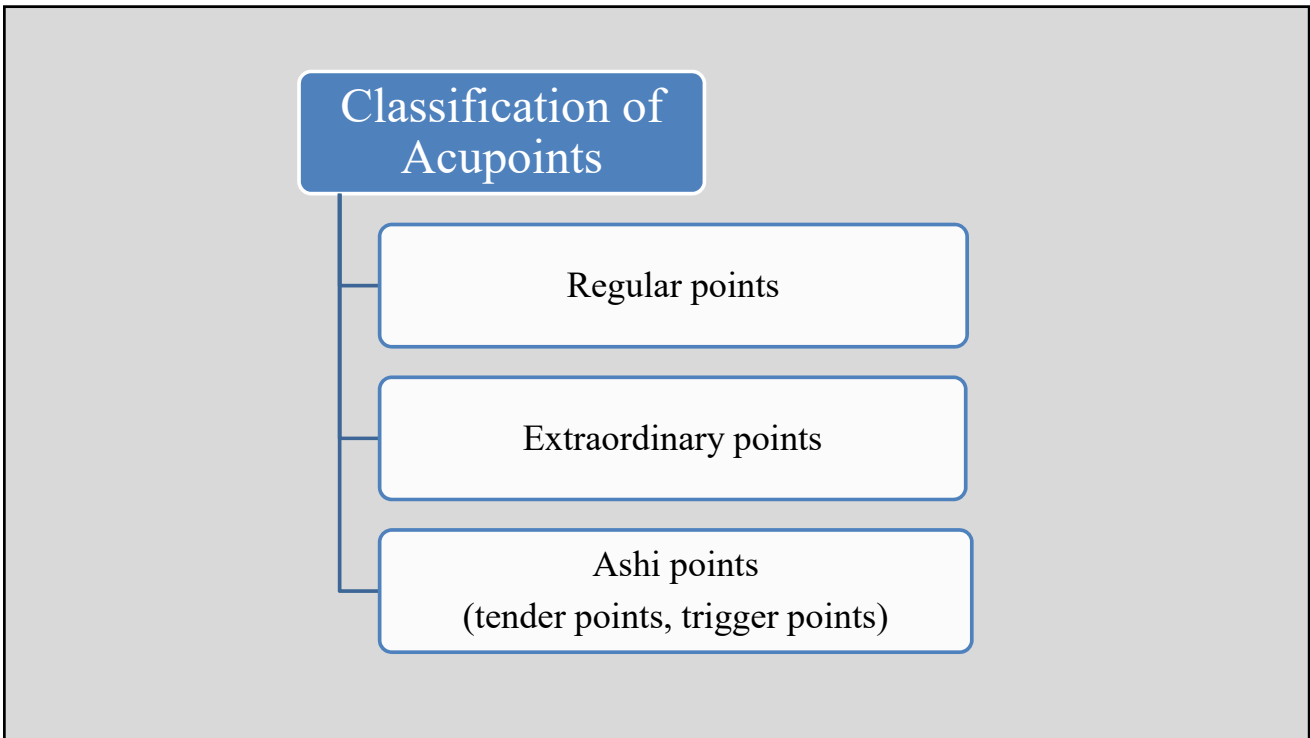 Classification of
Acupoints
Regular points
Extraordinary points
Ashi points
(tender points, trigger points)